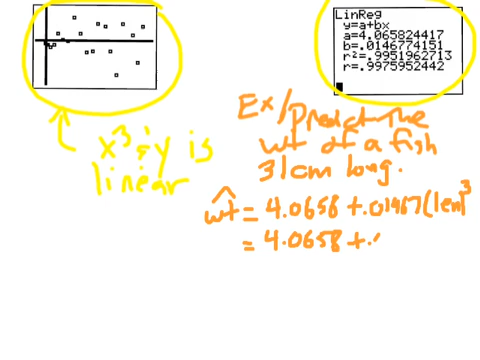 LinReg
y=a+bx
a=4.065824417
b=.0146774151
r²=.9951962713
r=.9975952442
Ex/ Predict the
wt of a fish
31cm long.
x³ & y is
linear
ŵt = 4.0658 + .01467(len)³
= 4.0658 + .